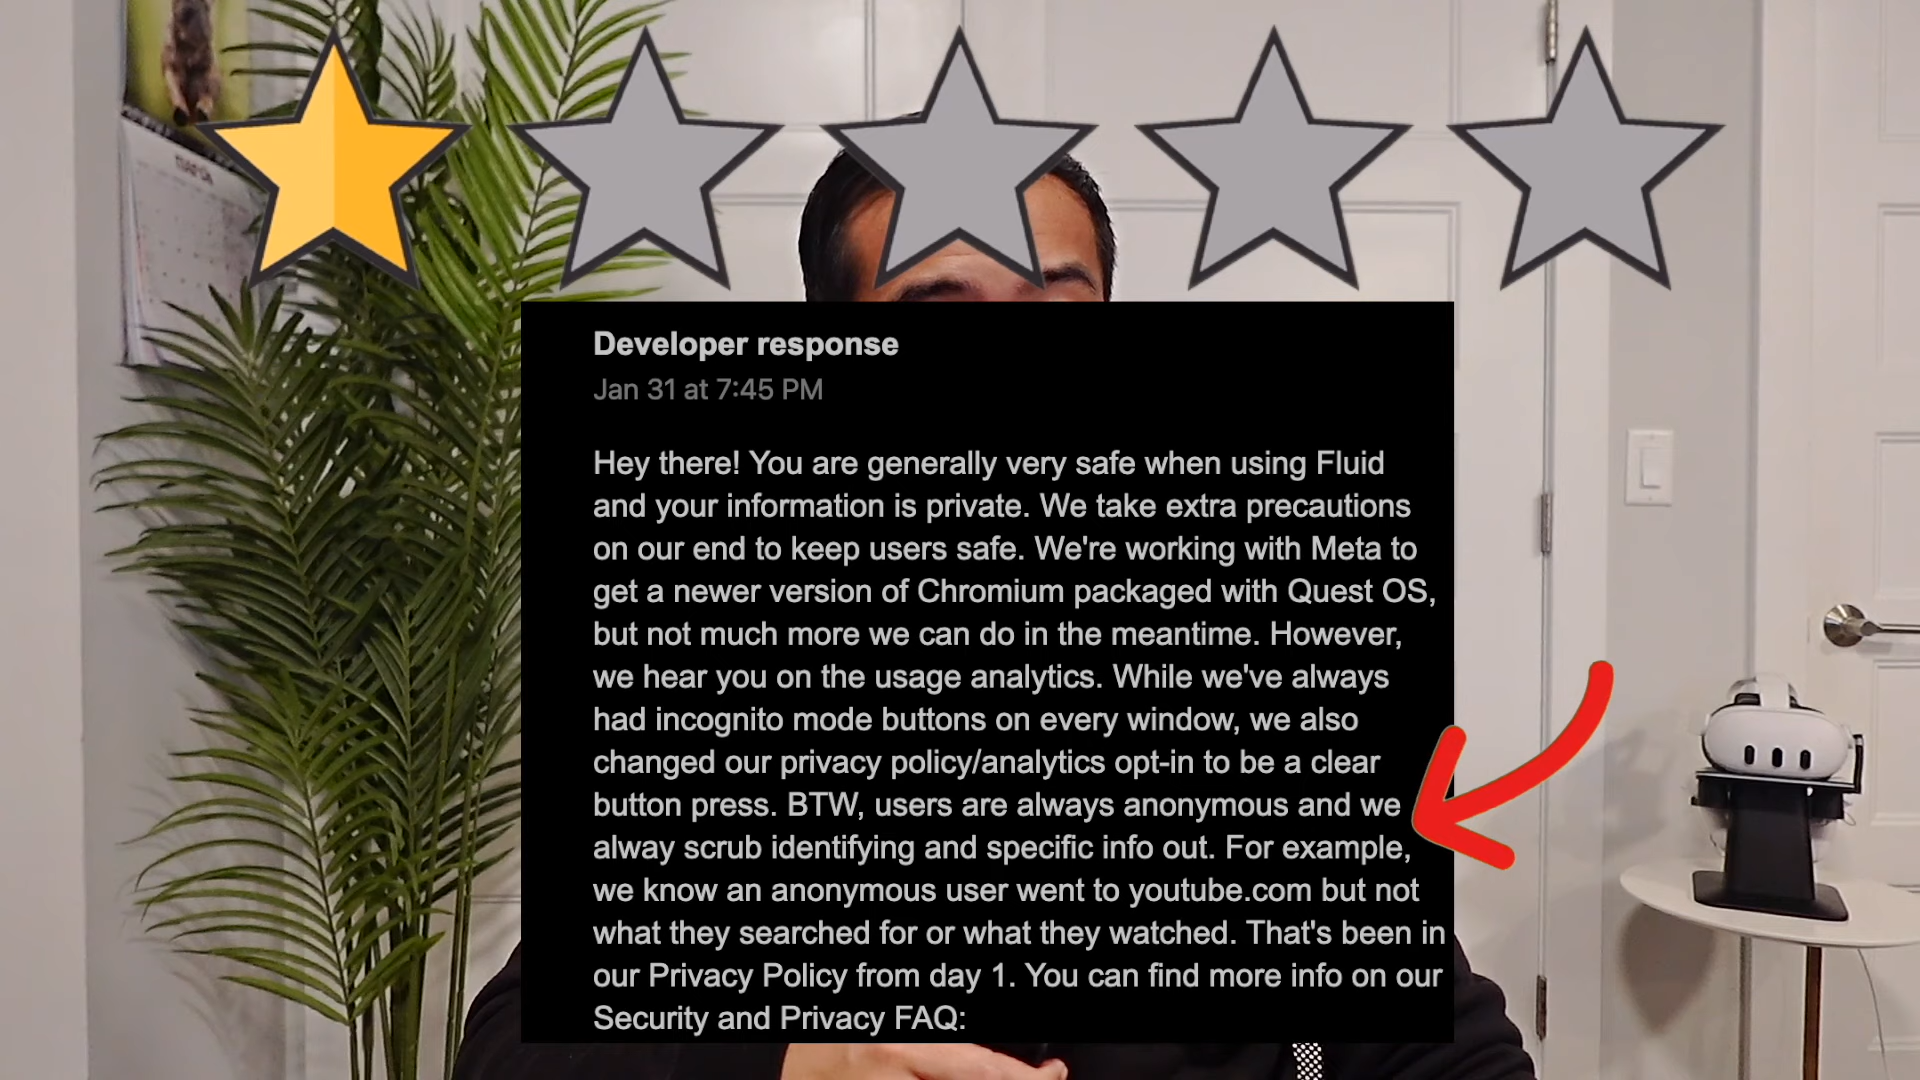 Developer response
Jan 31 at 7:45 PM
Hey there! You are generally very safe when using Fluid
and your information is private. We take extra precautions
on our end to keep users safe. We're working with Meta to
get a newer version of Chromium packaged with Quest OS,
but not much more we can do in the meantime. However,
we hear you on the usage analytics. While we've always
had incognito mode buttons on every window, we also
changed our privacy policy/analytics opt-in to be a clear
button press. BTW, users are always anonymous and we
alway scrub identifying and specific info out. For example,
we know an anonymous user went to youtube.com but not
what they searched for or what they watched. That's been in
our Privacy Policy from day 1. You can find more info on our
Security and Privacy FAQ: